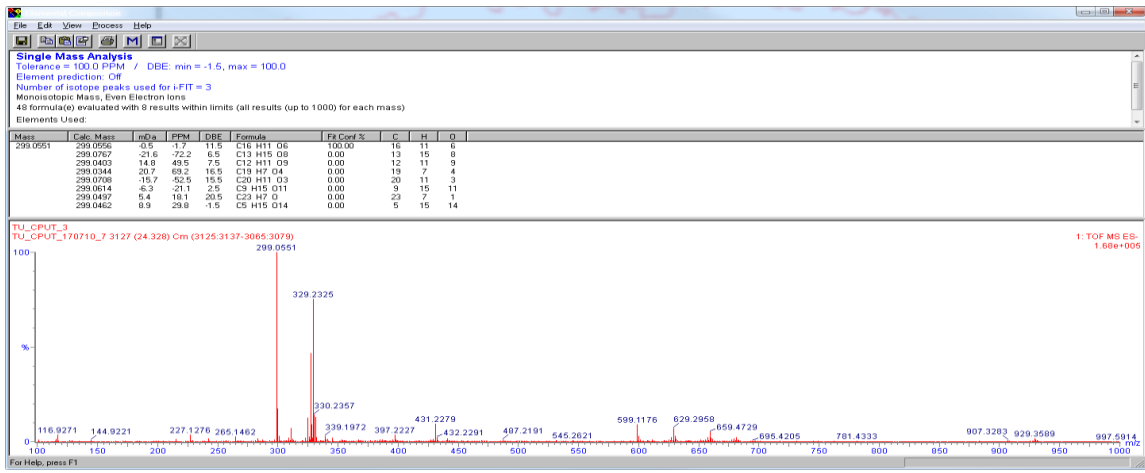 File Edit View Process Help
M
Single Mass Analysis
Tolerance = 100.0 PPM / DBE: min = -1.5, max = 100.0
Element prediction: Off
Number of isotope peaks used for i-FIT = 3
Monoisotopic Mass, Even Electron Ions
48 formula(e) evaluated with 8 results within limits (all results (up to 1000) for each mass)
Elements Used:
Mass Calc. Mass mDa PPM DBE Formula Fit Conf % C H O
299.0551 299.0556 -0.5 -1.7 11.5 C16 H11 O6 100.00 16 11 6
299.0767 -21.6 -72.2 6.5 C13 H15 O8 0.00 13 15 8
299.0403 14.8 49.5 7.5 C12 H11 O9 0.00 12 11 9
299.0344 20.7 69.2 16.5 C19 H7 O4 0.00 19 7 4
299.0708 -15.7 -52.5 15.5 C20 H11 O3 0.00 20 11 3
299.0614 -6.3 -21.1 2.5 C9 H15 O11 0.00 9 15 11
299.0497 5.4 18.1 20.5 C23 H7 O 0.00 23 7 1
299.0462 8.9 29.8 -1.5 C5 H15 O14 0.00 5 15 14
TU_CPUT_3
TU_CPUT_170710_7 3127 (24.328) Cm (3125:3137-3065:3079)
1: TOF MS ES-
1.68e+005
100
299.0551
329.2325
%
330.2357
431.2279
599.1176
629.2958
116.9271
144.9221
227.1276
265.1462
339.1972
397.2227
432.2291
487.2191
545.2621
659.4729
695.4205
781.4333
907.3283
929.3589
997.5914
0
m/z
100 150 200 250 300 350 400 450 500 550 600 650 700 750 800 850 900 950 1000
For Help, press F1